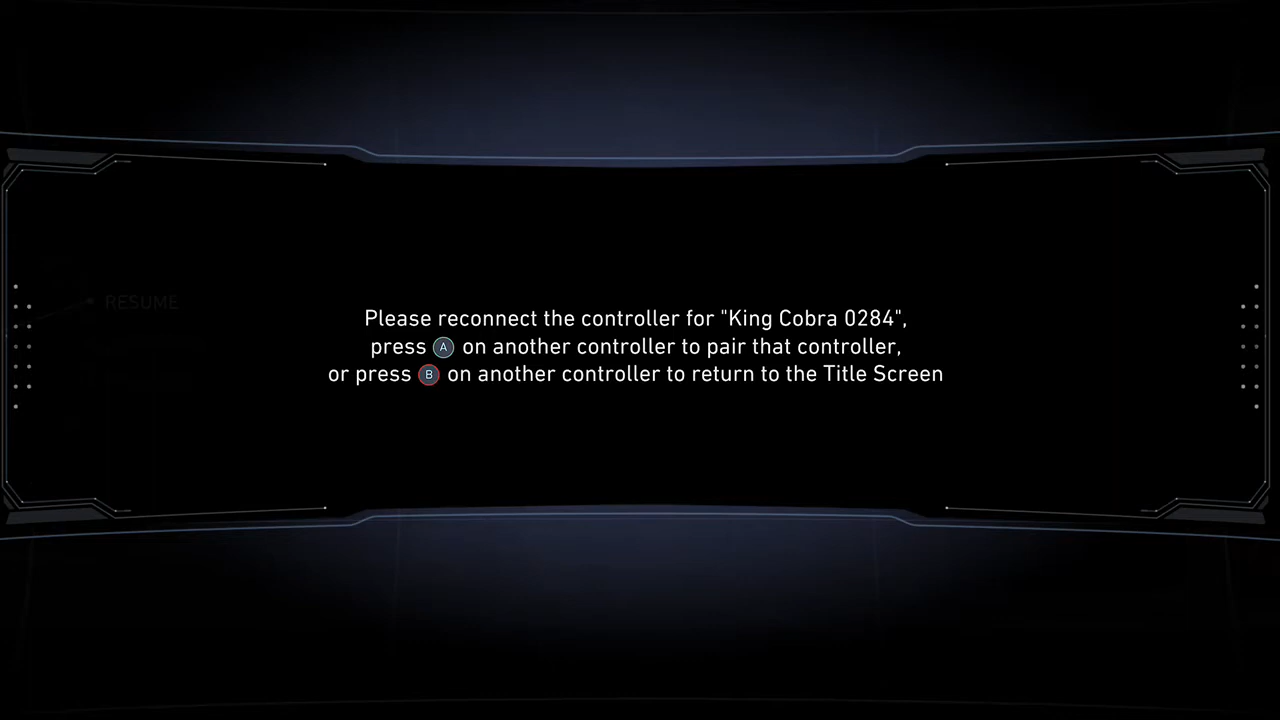 RESUME
Please reconnect the controller for "King Cobra 0284",
press A on another controller to pair that controller,
or press B on another controller to return to the Title Screen